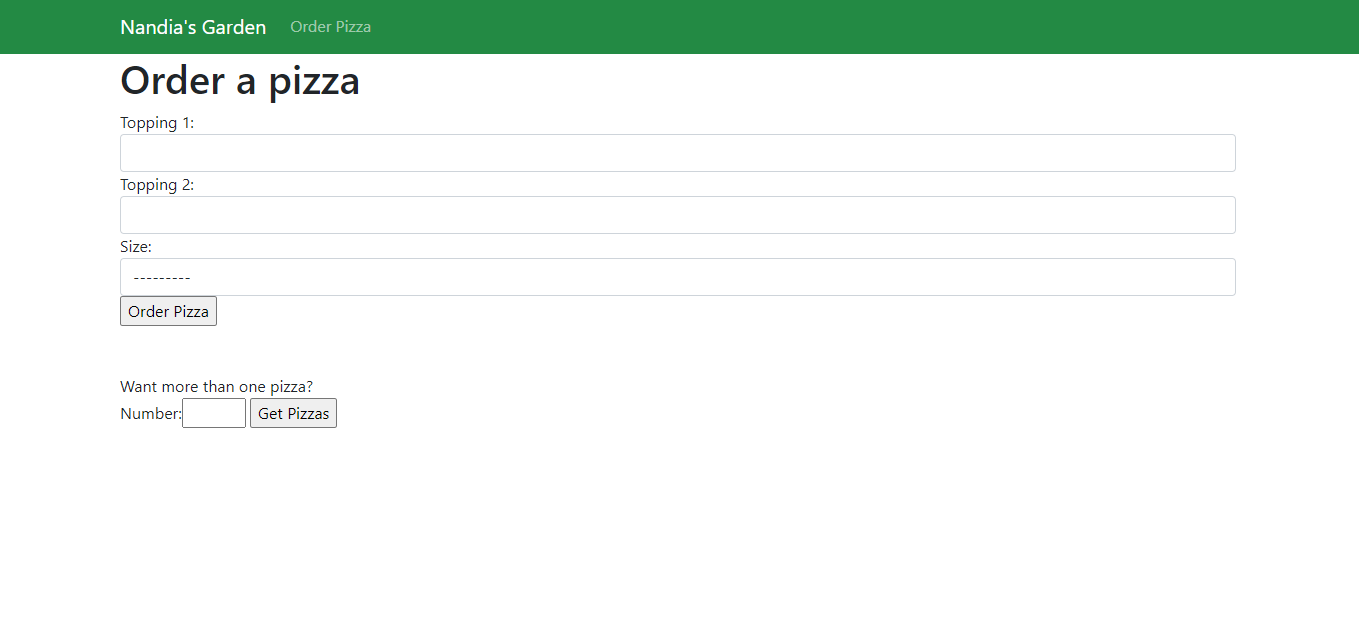 Nandia's Garden Order Pizza
Order a pizza
Topping 1:
Topping 2:
Size:
---------
Order Pizza
Want more than one pizza?
Number: Get Pizzas